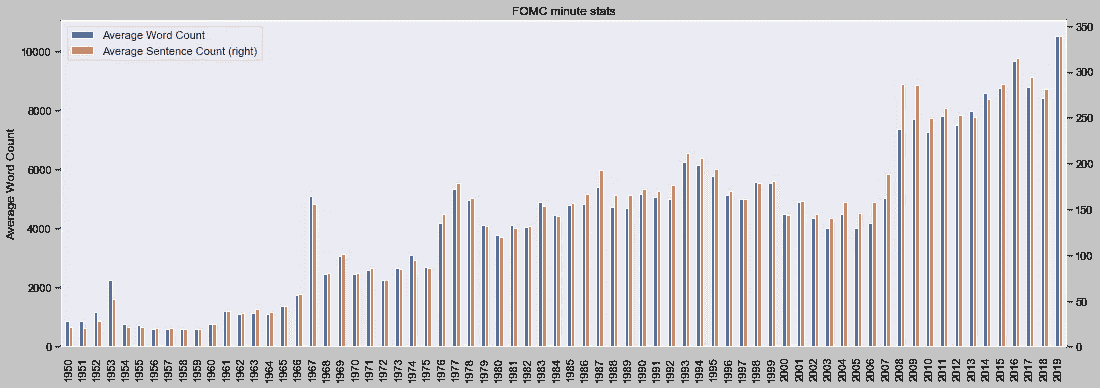 FOMC minute stats
Average Word Count
Average Sentence Count (right)
Average Word Count
10000
8000
6000
4000
2000
0
350
300
250
200
150
100
50
0
1950 1951 1952 1953 1954 1955 1956 1957 1958 1959 1960 1961 1962 1963 1964 1965 1966 1967 1968 1969 1970 1971 1972 1973 1974 1975 1976 1977 1978 1979 1980 1981 1982 1983 1984 1985 1986 1987 1988 1989 1990 1991 1992 1993 1994 1995 1996 1997 1998 1999 2000 2001 2002 2003 2004 2005 2006 2007 2008 2009 2010 2011 2012 2013 2014 2015 2016 2017 2018 2019